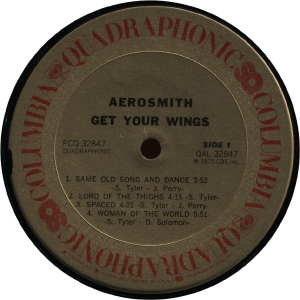 QUADRAPHONIC
COLUMBIA
COLUMBIA
AEROSMITH
GET YOUR WINGS
PCQ 32847
QUADRAPHONIC
SIDE 1
QAL 32847
℗ 1975 CBS Inc.
1. SAME OLD SONG AND DANCE 3:53
-S. Tyler - J. Perry-
2. LORD OF THE THIGHS 4:15 -S. Tyler-
3. SPACED 4:21 -S. Tyler - J. Perry-
4. WOMAN OF THE WORLD 5:51
-S. Tyler - D. Solomon-
QUADRAPHONIC